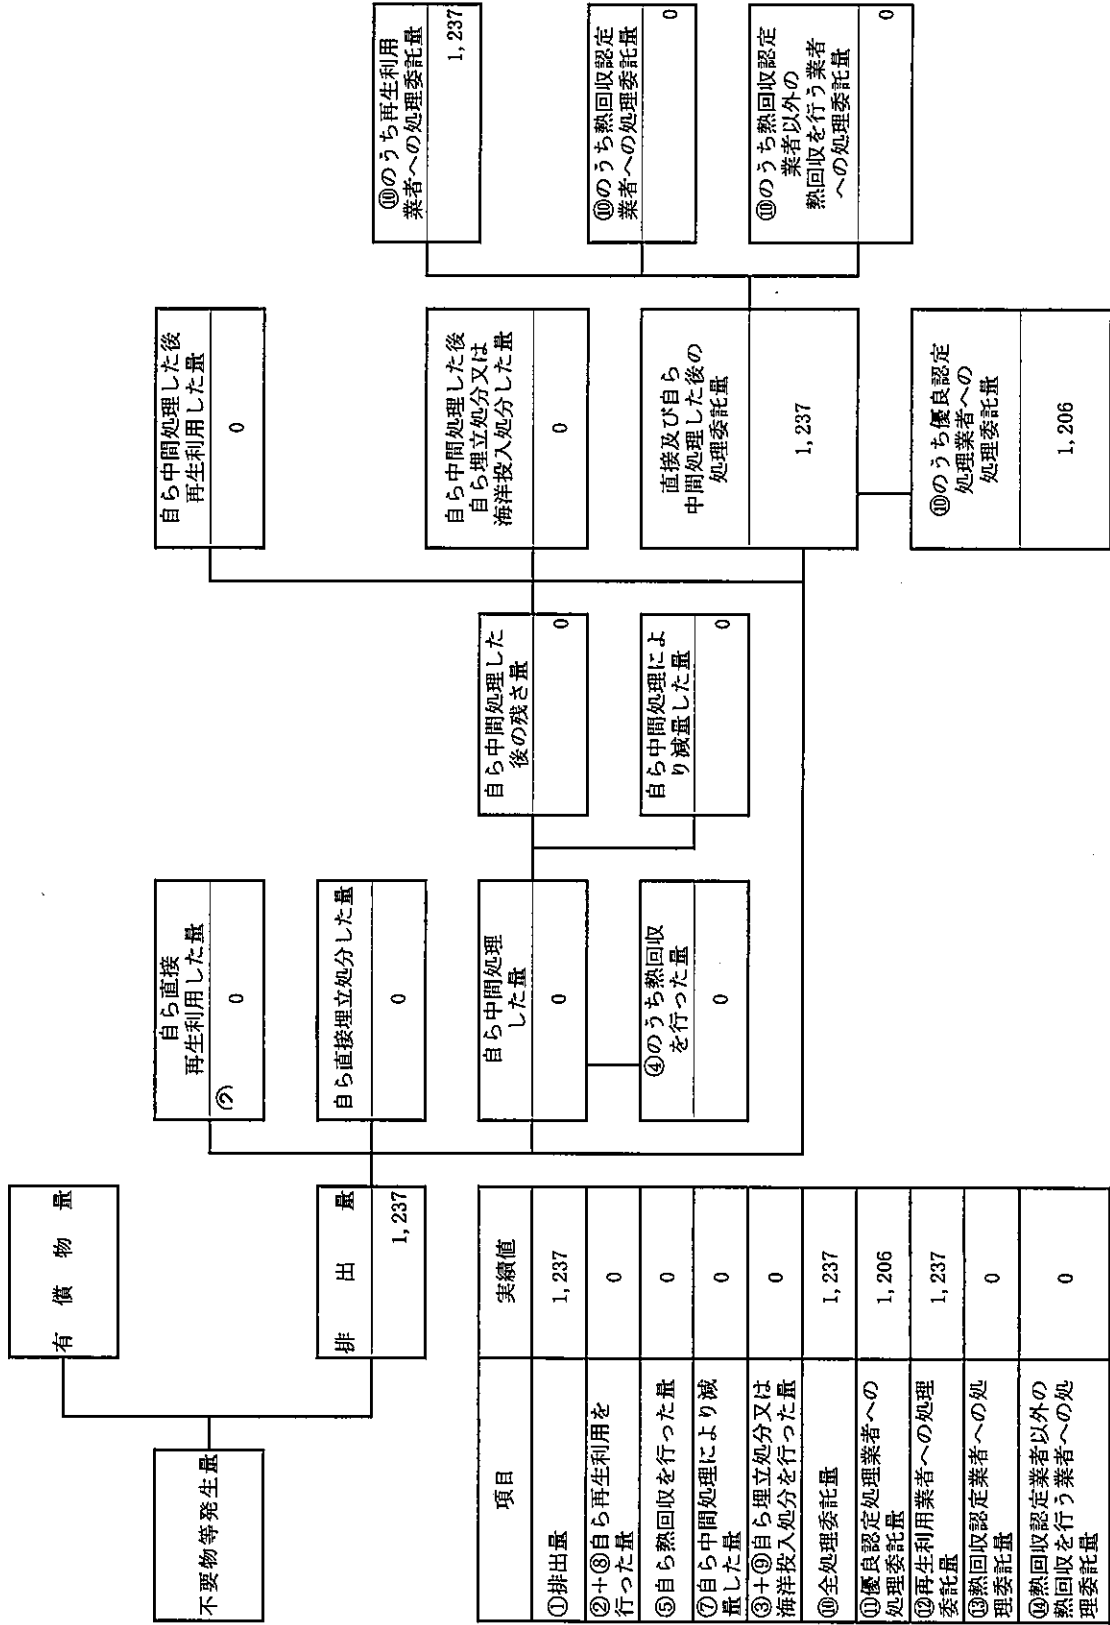 不要物等発生量
有 償 物 量
排 出 量
1,237
自ら直接
再生利用した量
(ｳ)
0
自ら直接埋立処分した量
0
自ら中間処理
した量
0
④のうち熱回収
を行った量
0
自ら中間処理した
後の残さ量
0
自ら中間処理によ
り減量した量
0
自ら中間処理した後
再生利用した量
0
自ら中間処理した後
自ら埋立処分又は
海洋投入処分した量
0
直接及び自ら
中間処理した後の
処理委託量
1,237
⑩のうち優良認定
処理業者への
処理委託量
1,206
⑩のうち再生利用
業者への処理委託量
1,237
⑩のうち熱回収認定
業者への処理委託量
0
⑩のうち熱回収認定
業者以外の
熱回収を行う業者
への処理委託量
0
項目 実績値
①排出量 1,237
②+⑧自ら再生利用を
行った量 0
⑤自ら熱回収を行った量 0
⑦自ら中間処理により減
量した量 0
③+⑨自ら埋立処分又は
海洋投入処分を行った量 0
⑩全処理委託量 1,237
⑪優良認定処理業者への
処理委託量 1,206
⑫再生利用業者への処理
委託量 1,237
⑬熱回収認定業者への処
理委託量 0
⑭熱回収認定業者以外の
熱回収を行う業者への処
理委託量 0